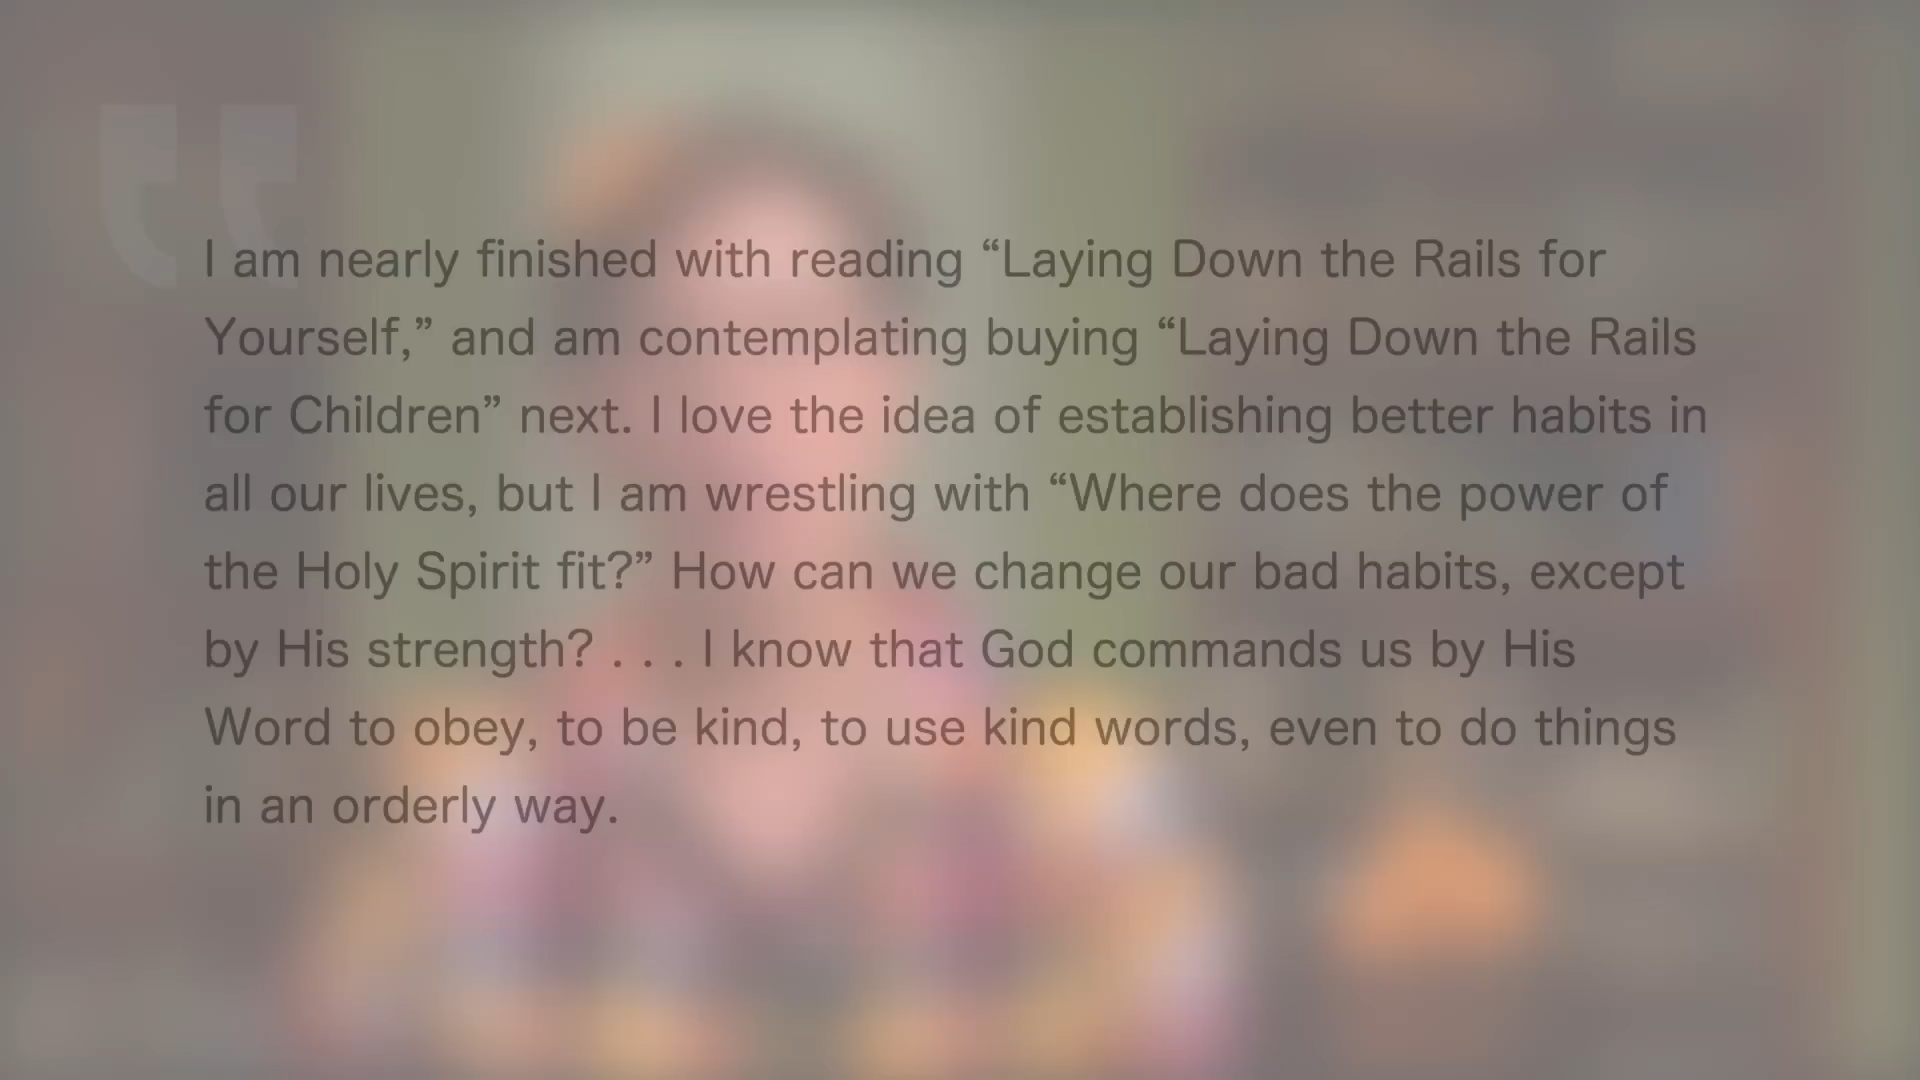 I am nearly finished with reading “Laying Down the Rails for
Yourself,” and am contemplating buying “Laying Down the Rails
for Children” next. I love the idea of establishing better habits in
all our lives, but I am wrestling with “Where does the power of
the Holy Spirit fit?” How can we change our bad habits, except
by His strength? . . . I know that God commands us by His
Word to obey, to be kind, to use kind words, even to do things
in an orderly way.